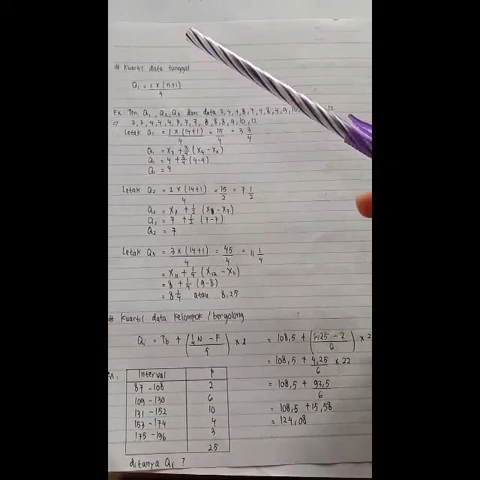 # Kuartil data tunggal
Qi = i x (n+1)
4
Ex: Ten Q1, Q2, Q3 dari data
=> 2, 3, 4, 4, 4, 7, 7, 7, 8, 8, 8, 9, 10, 12
Letak Q1 = 1 x (14+1) = 15 = 3 3
4 4 4
Q1 = X3 + 3/4 (X4 - X3)
Q1 = 4 + 3/4 (4-4)
Q1 = 4
Letak Q2 = 2 x (14+1) = 15 = 7 1
4 2 2
Q2 = X7 + 1/2 (X8 - X7)
Q2 = 7 + 1/2 (7-7)
Q2 = 7
Letak Q3 = 3 x (14+1) = 45 = 11 1
4 4 4
= X11 + 1/4 (X12 - X11)
= 8 + 1/4 (9-8)
= 8 1/4 atau 8,25
# Kuartil data kelompok / bergolong
Qi = Tb + (N - F) x
= 108,5 + (6,25 - 2) x 2
6
= 108,5 + 4,25 x 22
6
= 108,5 + 93,5
6
= 108,5 + 15,58
= 124,08
Interval F
87 - 108 2
109 - 130 6
131 - 152 10
153 - 174 4
175 - 196 3
25
ditanya Q1 ?